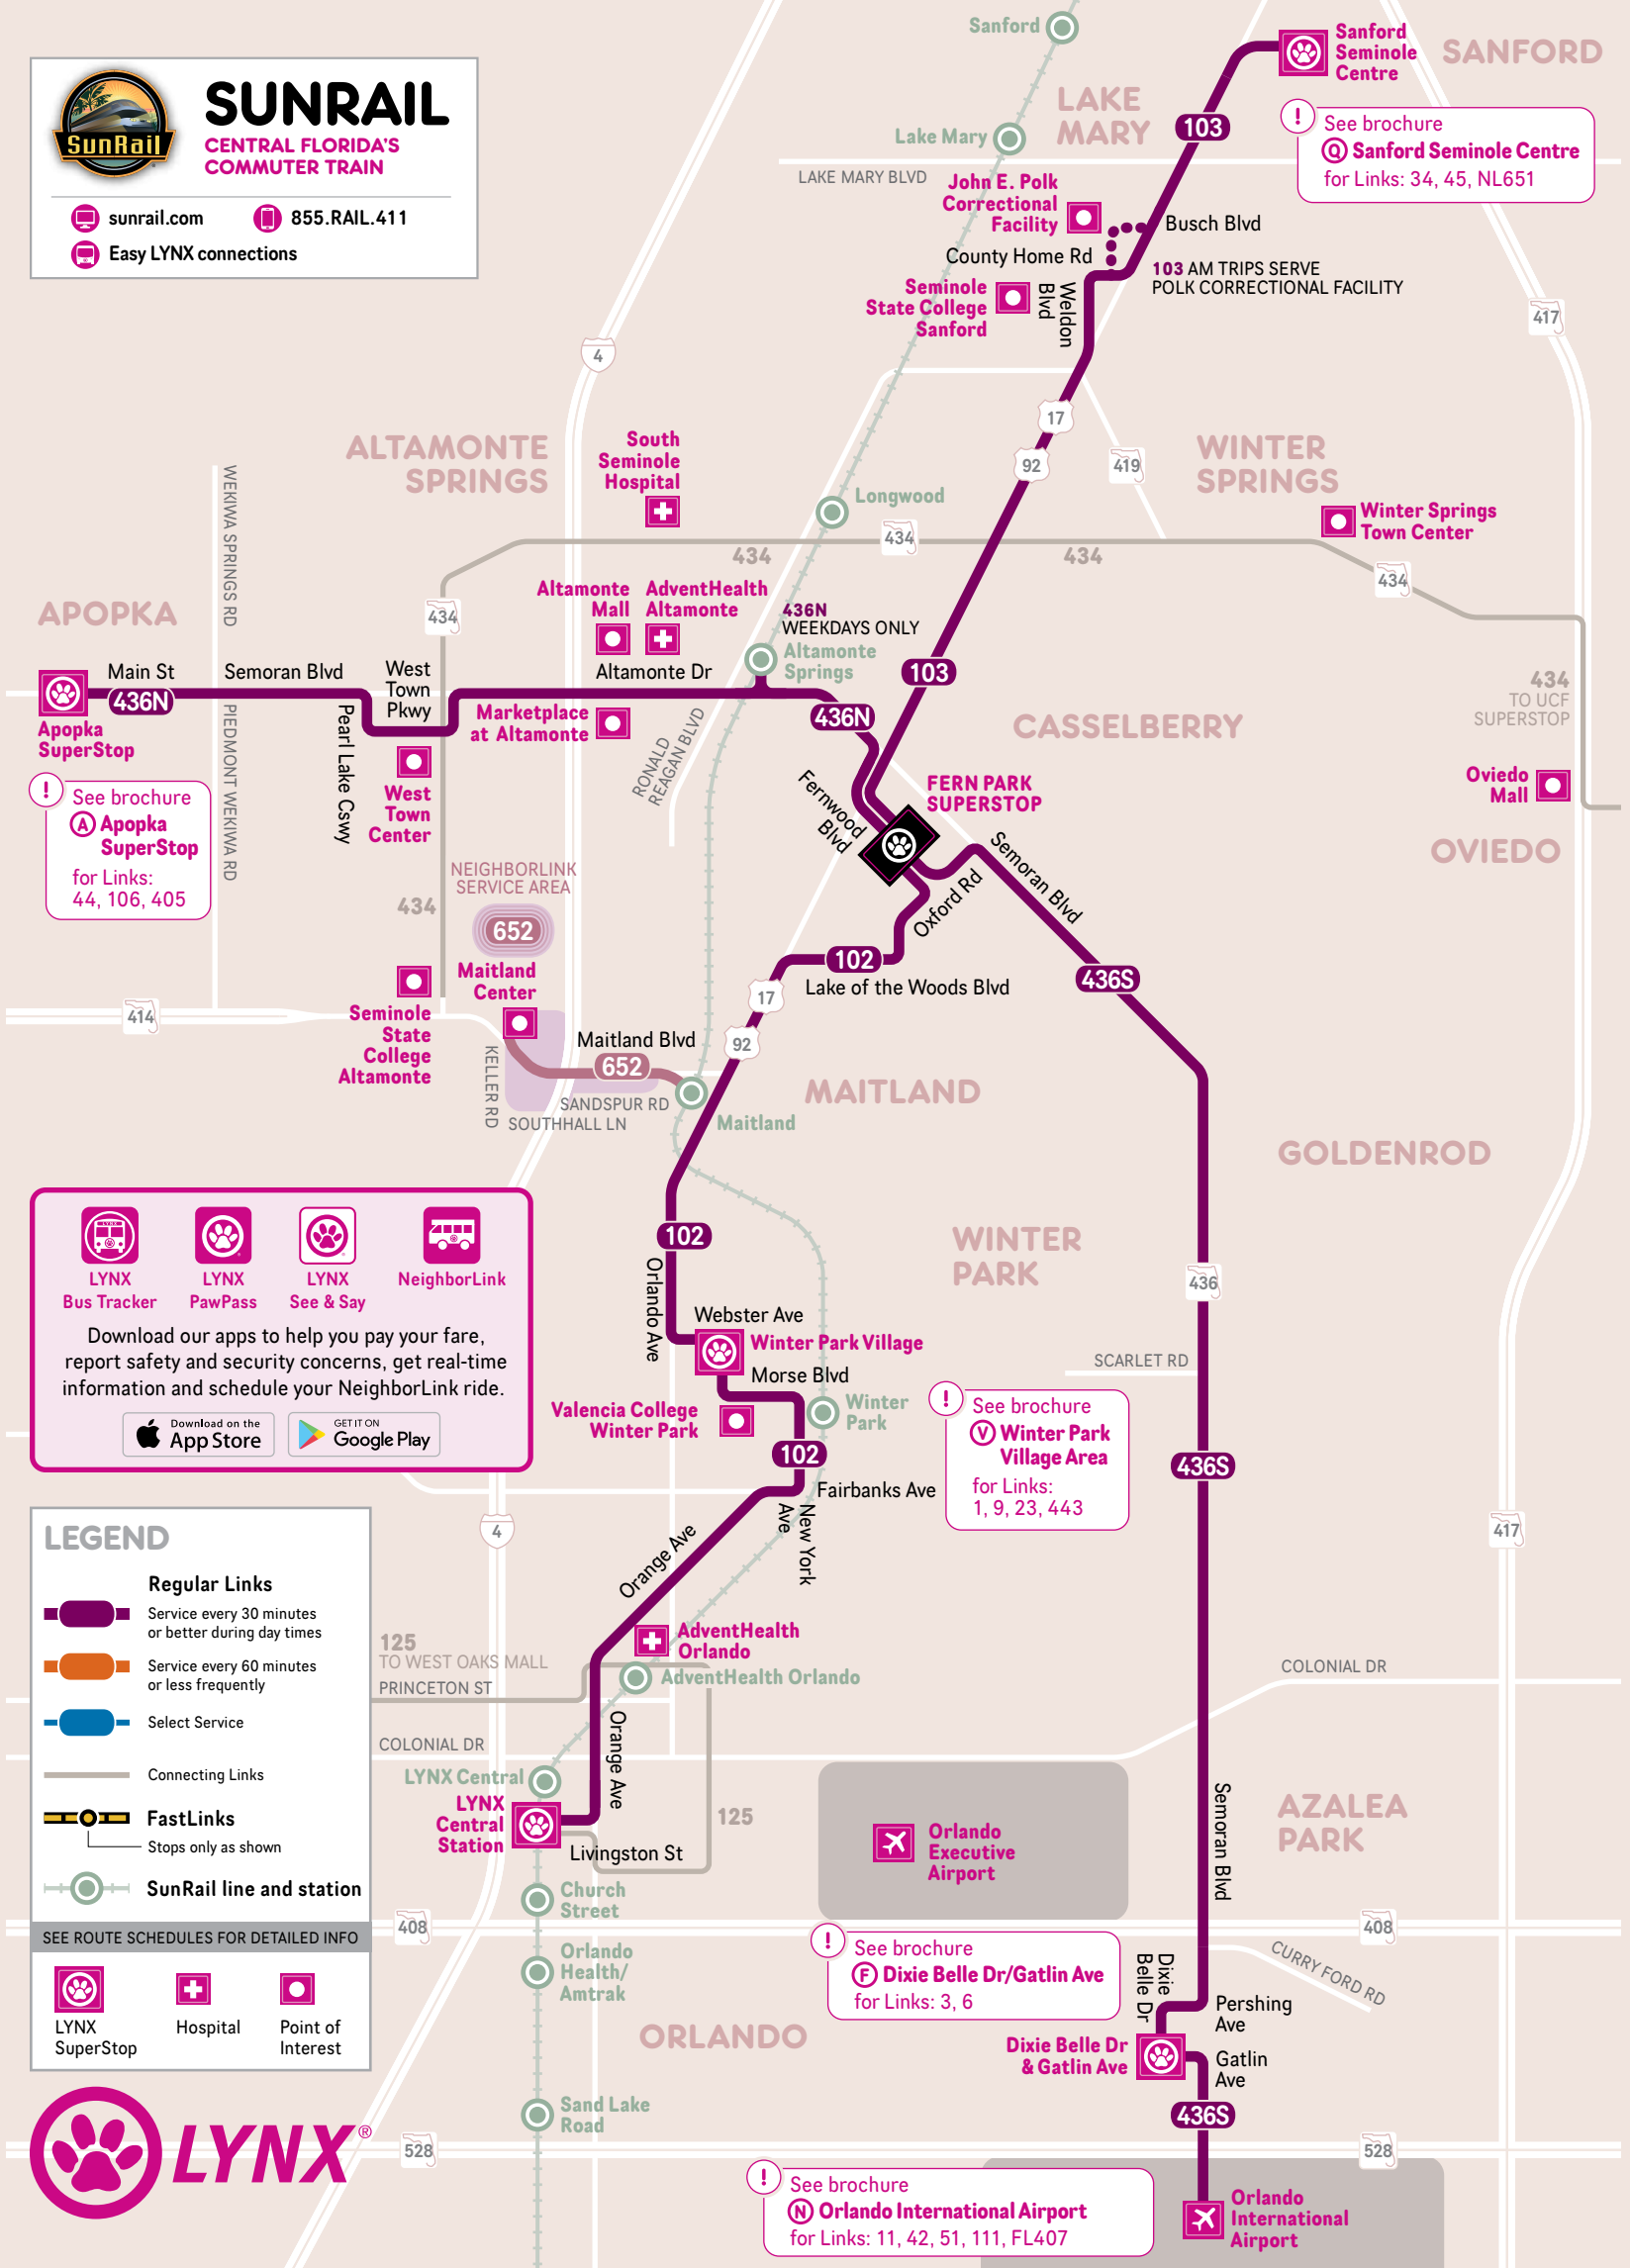 Sanford
Sanford
Seminole
Centre
SANFORD
SunRail
SUNRAIL
CENTRAL FLORIDA'S
COMMUTER TRAIN
sunrail.com
855.RAIL.411
Easy LYNX connections
LAKE
MARY
Lake Mary
103
LAKE MARY BLVD
! See brochure
Q Sanford Seminole Centre
for Links: 34, 45, NL651
John E. Polk
Correctional
Facility
Busch Blvd
County Home Rd
103 AM TRIPS SERVE
POLK CORRECTIONAL FACILITY
Seminole
State College
Sanford
Weldon
Blvd
417
4
17
92
419
ALTAMONTE
SPRINGS
South
Seminole
Hospital
WINTER
SPRINGS
Longwood
Winter Springs
Town Center
WEKIWA SPRINGS RD
434
434
434
434
434
APOPKA
Altamonte
Mall
AdventHealth
Altamonte
436N
WEEKDAYS ONLY
Altamonte
Springs
Main St
Semoran Blvd
West
Town
Pkwy
Altamonte Dr
103
436N
436N
Apopka
SuperStop
PIEDMONT WEKIWA RD
Pearl Lake Cswy
Marketplace
at Altamonte
RONALD
REAGAN BLVD
CASSELBERRY
434
TO UCF
SUPERSTOP
! See brochure
A Apopka
SuperStop
for Links:
44, 106, 405
West
Town
Center
FERN PARK
SUPERSTOP
Fernwood
Blvd
Oviedo
Mall
OVIEDO
Semoran Blvd
Oxford Rd
NEIGHBORLINK
SERVICE AREA
434
652
102
Lake of the Woods Blvd
436S
Maitland
Center
414
Seminole
State
College
Altamonte
17
92
Maitland Blvd
652
KELLER RD
SANDSPUR RD
SOUTHHALL LN
Maitland
MAITLAND
GOLDENROD
LYNX
LYNX
Bus Tracker
LYNX
PawPass
LYNX
See & Say
NeighborLink
Download our apps to help you pay your fare,
report safety and security concerns, get real-time
information and schedule your NeighborLink ride.
Download on the
App Store
GET IT ON
Google Play
102
WINTER
PARK
436
Orlando Ave
Webster Ave
Winter Park Village
Morse Blvd
SCARLET RD
Valencia College
Winter Park
Winter
Park
! See brochure
V Winter Park
Village Area
for Links:
1, 9, 23, 443
102
436S
Fairbanks Ave
New York
Ave
4
417
Orange Ave
LEGEND
Regular Links
Service every 30 minutes
or better during day times
Service every 60 minutes
or less frequently
Select Service
Connecting Links
FastLinks
Stops only as shown
SunRail line and station
SEE ROUTE SCHEDULES FOR DETAILED INFO
LYNX
SuperStop
Hospital
Point of
Interest
125
TO WEST OAKS MALL
PRINCETON ST
AdventHealth
Orlando
AdventHealth Orlando
COLONIAL DR
COLONIAL DR
Orange Ave
LYNX Central
LYNX
Central
Station
125
Livingston St
Orlando
Executive
Airport
Semoran Blvd
AZALEA
PARK
Church
Street
408
408
Orlando
Health/
Amtrak
! See brochure
F Dixie Belle Dr/Gatlin Ave
for Links: 3, 6
Dixie
Belle Dr
CURRY FORD RD
Pershing
Ave
ORLANDO
Dixie Belle Dr
& Gatlin Ave
Gatlin
Ave
Sand Lake
Road
436S
528
528
LYNX®
! See brochure
N Orlando International Airport
for Links: 11, 42, 51, 111, FL407
Orlando
International
Airport